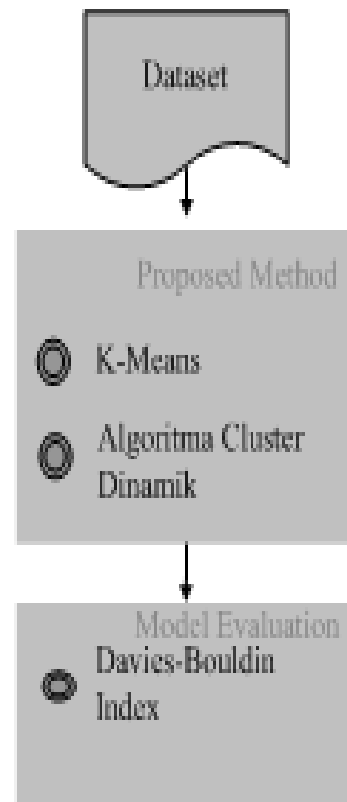 Dataset
Proposed Method
K-Means
Algoritma Cluster
Dinamik
Model Evaluation
Davies-Bouldin
Index